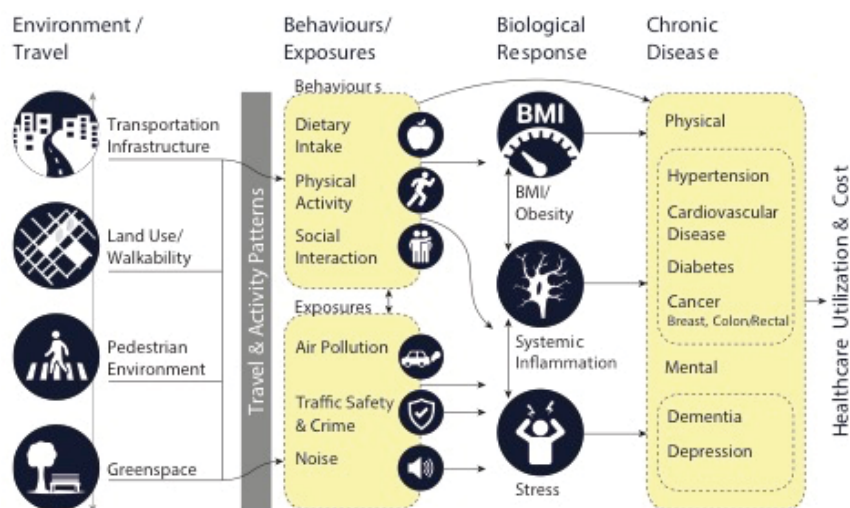 Environment /
Travel
Behaviours/
Exposures
Biological
Response
Chronic
Disease
Transportation
Infrastructure
Land Use/
Walkability
Pedestrian
Environment
Greenspace
Travel & Activity Patterns
Behaviours
Dietary
Intake
Physical
Activity
Social
Interaction
Exposures
Air Pollution
Traffic Safety
& Crime
Noise
BMI
BMI/
Obesity
Systemic
Inflammation
Stress
Physical
Hypertension
Cardiovascular
Disease
Diabetes
Cancer
Breast, Colon/Rectal
Mental
Dementia
Depression
Healthcare Utilization & Cost